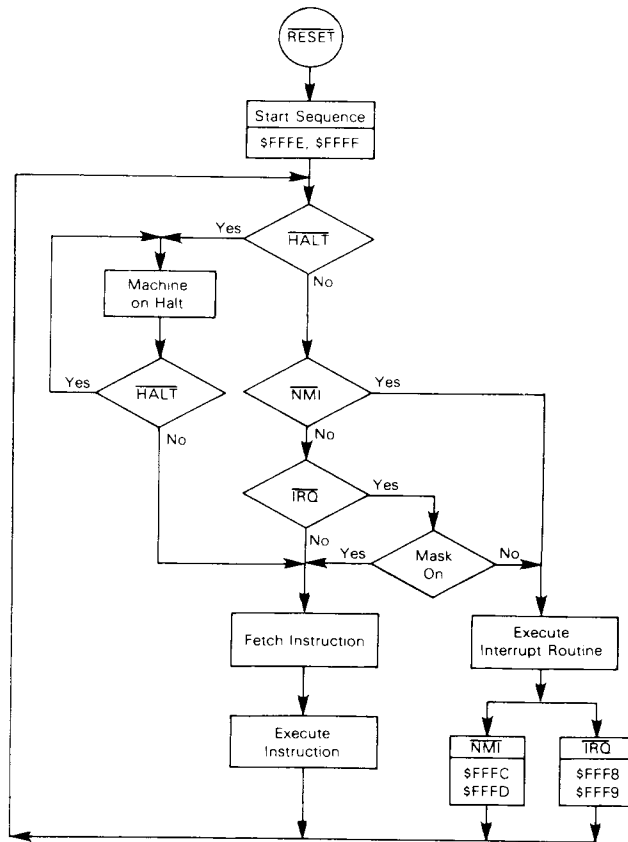 RESET
Start Sequence
$FFFE, $FFFF
Yes
HALT
No
Machine
on Halt
Yes
HALT
No
NMI
Yes
No
IRQ
Yes
No
Yes
Mask
On
No
Fetch Instruction
Execute
Interrupt Routine
Execute
Instruction
NMI
$FFFC
$FFFD
IRQ
$FFF8
$FFF9